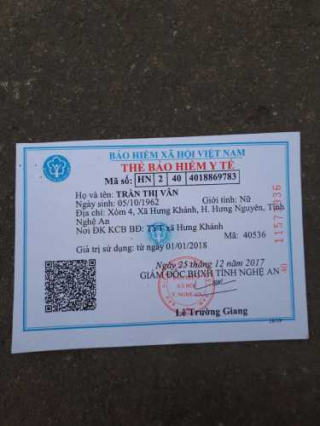 BẢO HIỂM XÃ HỘI VIỆT NAM
THẺ BẢO HIỂM Y TẾ
Mã số: HN 2 40 4018869783
Họ và tên: TRẦN THỊ VÂN
Ngày sinh: 05/10/1962 Giới tính: Nữ
Địa chỉ: Xóm 4, Xã Hưng Khánh, H. Hưng Nguyên, Tỉnh
Nghệ An
Nơi ĐK KCB BĐ: TYT xã Hưng Khánh
Mã: 40536
Giá trị sử dụng: từ ngày 01/01/2018
Ngày 25 tháng 12 năm 2017
GIÁM ĐỐC BHXH TỈNH NGHỆ AN
Lê Trường Giang
40